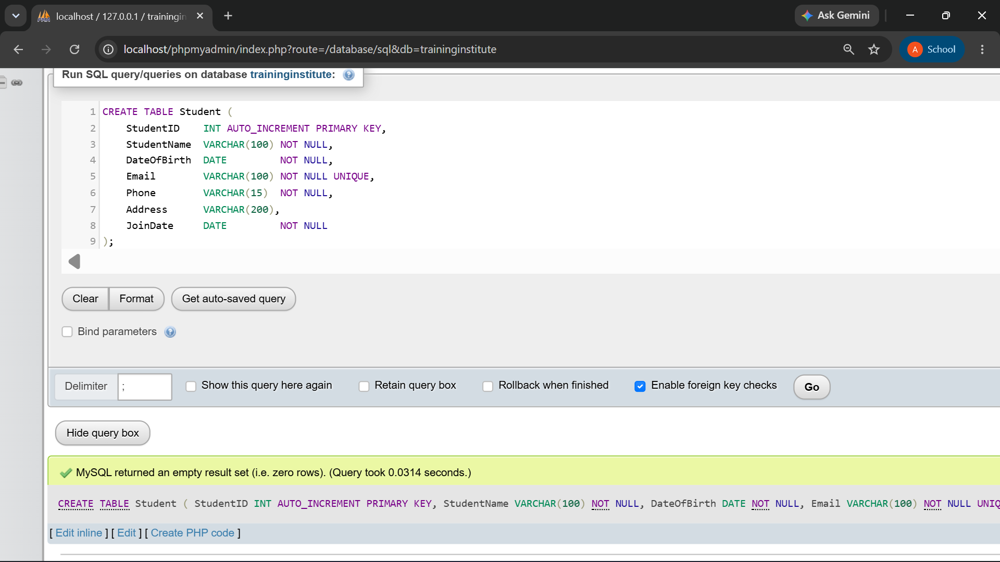 localhost / 127.0.0.1 / trainingin
Ask Gemini
localhost/phpmyadmin/index.php?route=/database/sql&db=traininginstitute
A School
Run SQL query/queries on database traininginstitute:
1 CREATE TABLE Student (
2 StudentID INT AUTO_INCREMENT PRIMARY KEY,
3 StudentName VARCHAR(100) NOT NULL,
4 DateOfBirth DATE NOT NULL,
5 Email VARCHAR(100) NOT NULL UNIQUE,
6 Phone VARCHAR(15) NOT NULL,
7 Address VARCHAR(200),
8 JoinDate DATE NOT NULL
9 );
Clear Format Get auto-saved query
Bind parameters
Delimiter ; Show this query here again Retain query box Rollback when finished Enable foreign key checks Go
Hide query box
MySQL returned an empty result set (i.e. zero rows). (Query took 0.0314 seconds.)
CREATE TABLE Student ( StudentID INT AUTO_INCREMENT PRIMARY KEY, StudentName VARCHAR(100) NOT NULL, DateOfBirth DATE NOT NULL, Email VARCHAR(100) NOT NULL UNIQ
[ Edit inline ] [ Edit ] [ Create PHP code ]